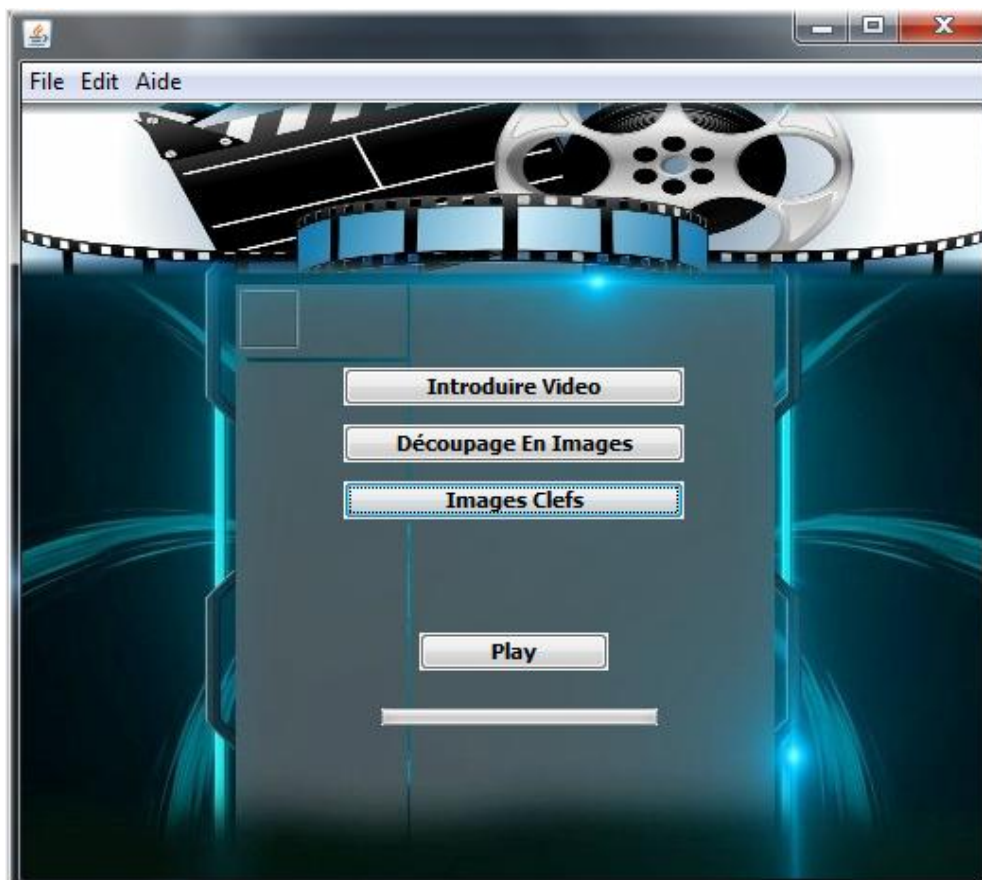 File Edit Aide
Introduire Video
Découpage En Images
Images Clefs
Play